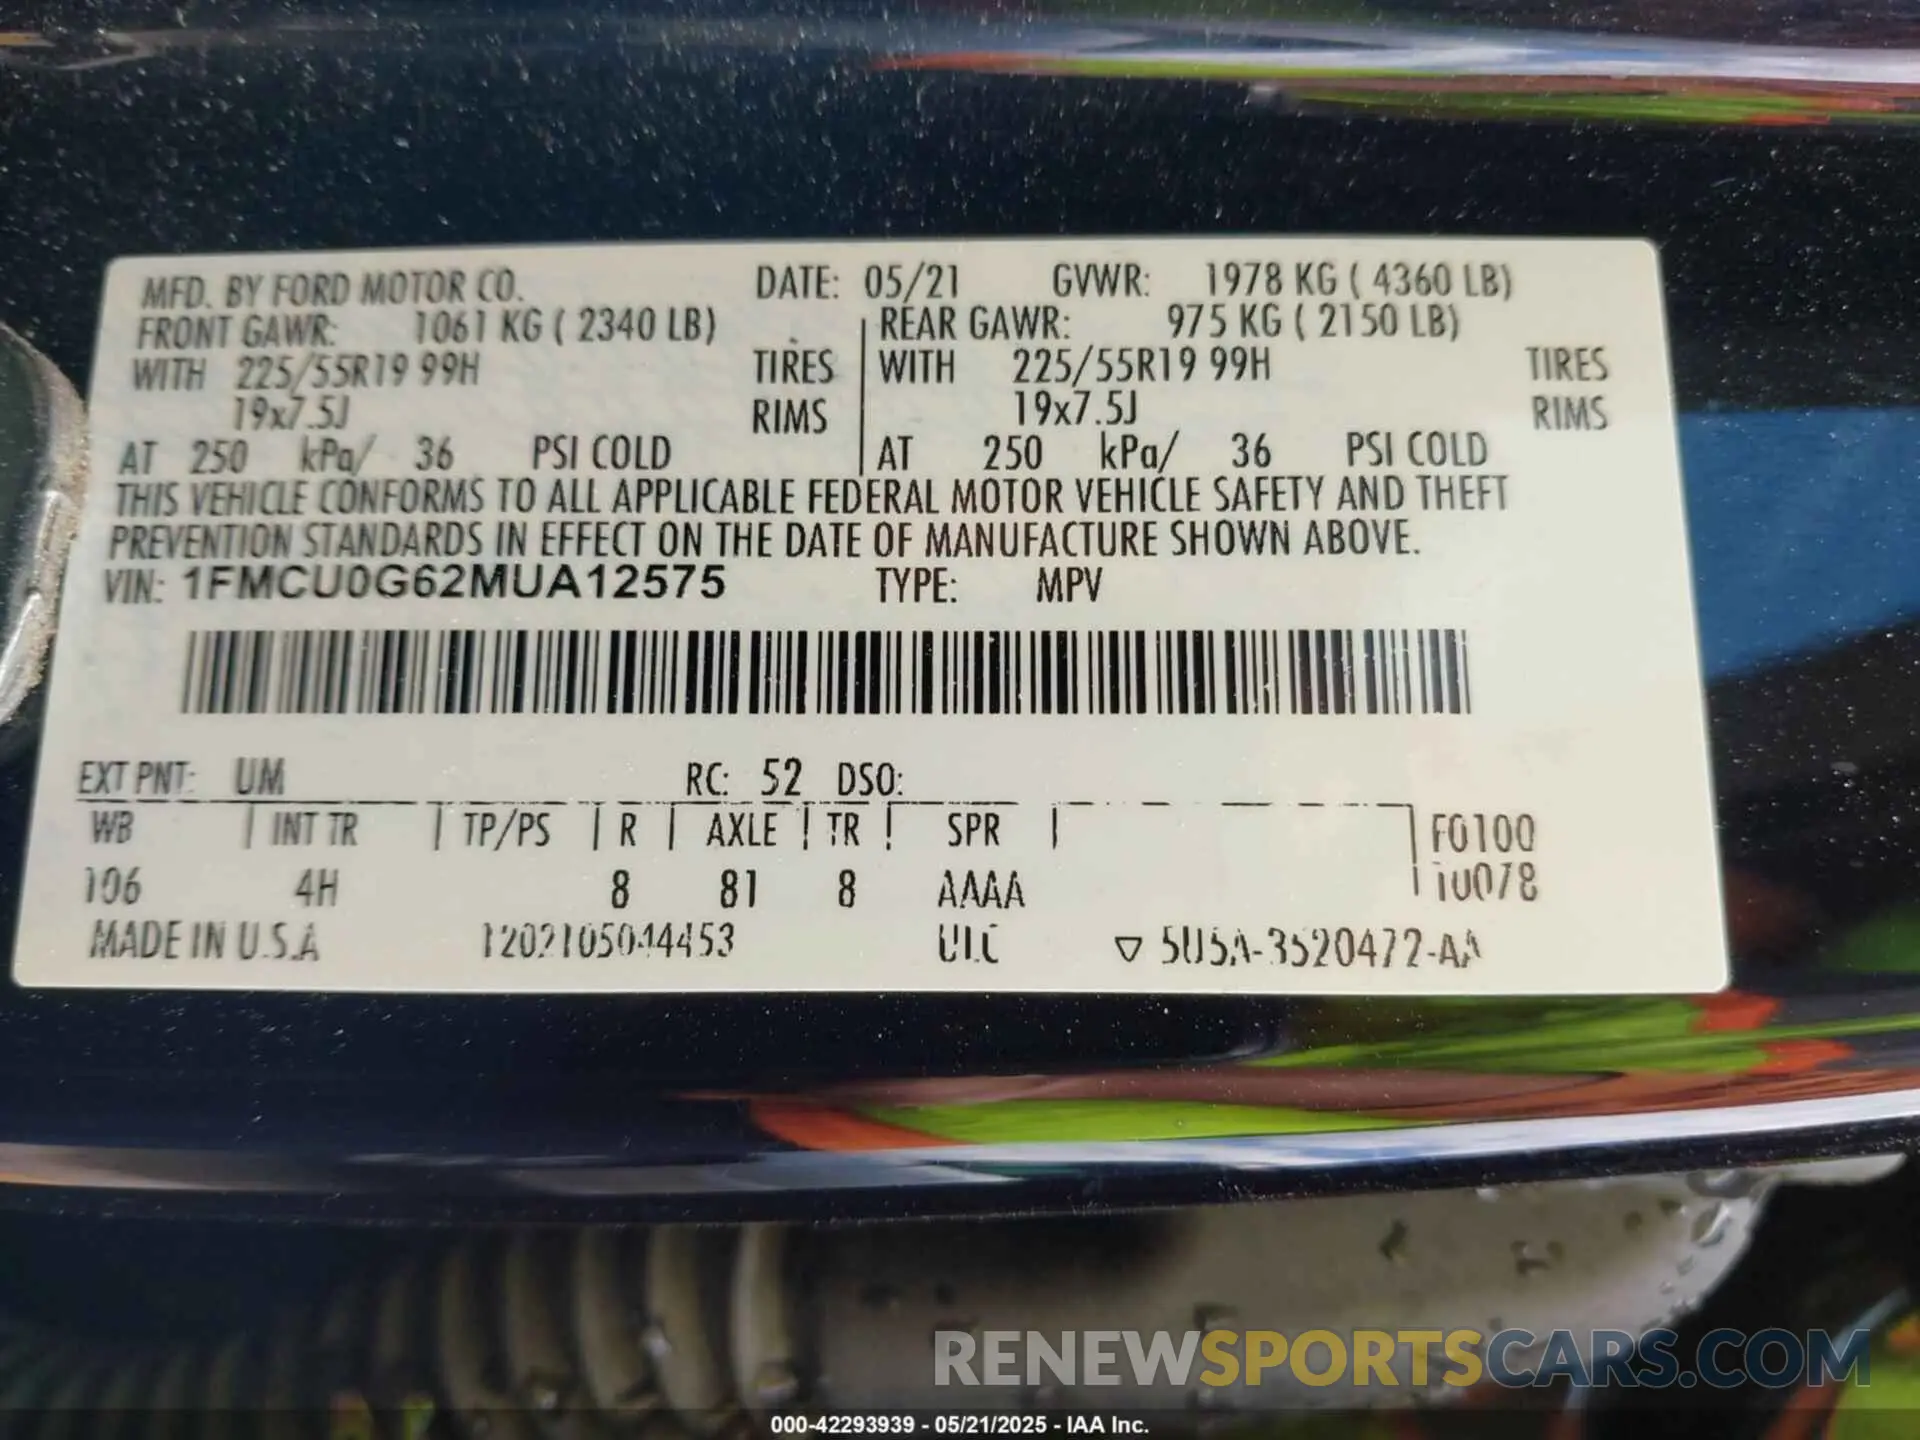 MFD. BY FORD MOTOR CO. DATE: 05/21 GVWR: 1978 KG ( 4360 LB)
FRONT GAWR: 1061 KG ( 2340 LB) REAR GAWR: 975 KG ( 2150 LB)
WITH 225/55R19 99H TIRES WITH 225/55R19 99H TIRES
19x7.5J RIMS 19x7.5J RIMS
AT 250 kPa/ 36 PSI COLD AT 250 kPa/ 36 PSI COLD
THIS VEHICLE CONFORMS TO ALL APPLICABLE FEDERAL MOTOR VEHICLE SAFETY AND THEFT
PREVENTION STANDARDS IN EFFECT ON THE DATE OF MANUFACTURE SHOWN ABOVE.
VIN: 1FMCU0G62MUA12575 TYPE: MPV
EXT PNT: UM RC: 52 DSO:
WB INT TR TP/PS R AXLE TR SPR F0100
106 4H 8 81 8 AAAA 10078
MADE IN U.S.A 1202105044453 5U5A-3520472-AA
RENEWSPORTSCARS.COM
000-42293939 - 05/21/2025 - IAA Inc.